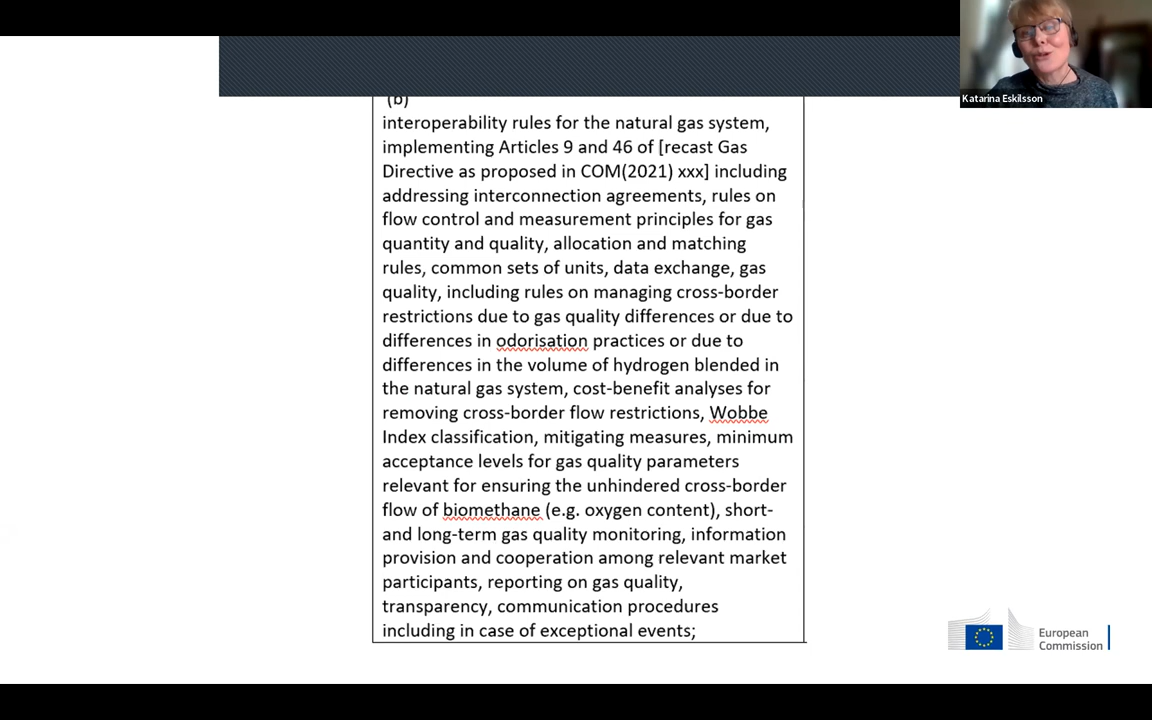 Katarina Eskilsson
(b)
interoperability rules for the natural gas system,
implementing Articles 9 and 46 of [recast Gas
Directive as proposed in COM(2021) xxx] including
addressing interconnection agreements, rules on
flow control and measurement principles for gas
quantity and quality, allocation and matching
rules, common sets of units, data exchange, gas
quality, including rules on managing cross-border
restrictions due to gas quality differences or due to
differences in odorisation practices or due to
differences in the volume of hydrogen blended in
the natural gas system, cost-benefit analyses for
removing cross-border flow restrictions, Wobbe
Index classification, mitigating measures, minimum
acceptance levels for gas quality parameters
relevant for ensuring the unhindered cross-border
flow of biomethane (e.g. oxygen content), short-
and long-term gas quality monitoring, information
provision and cooperation among relevant market
participants, reporting on gas quality,
transparency, communication procedures
including in case of exceptional events;
European
Commission